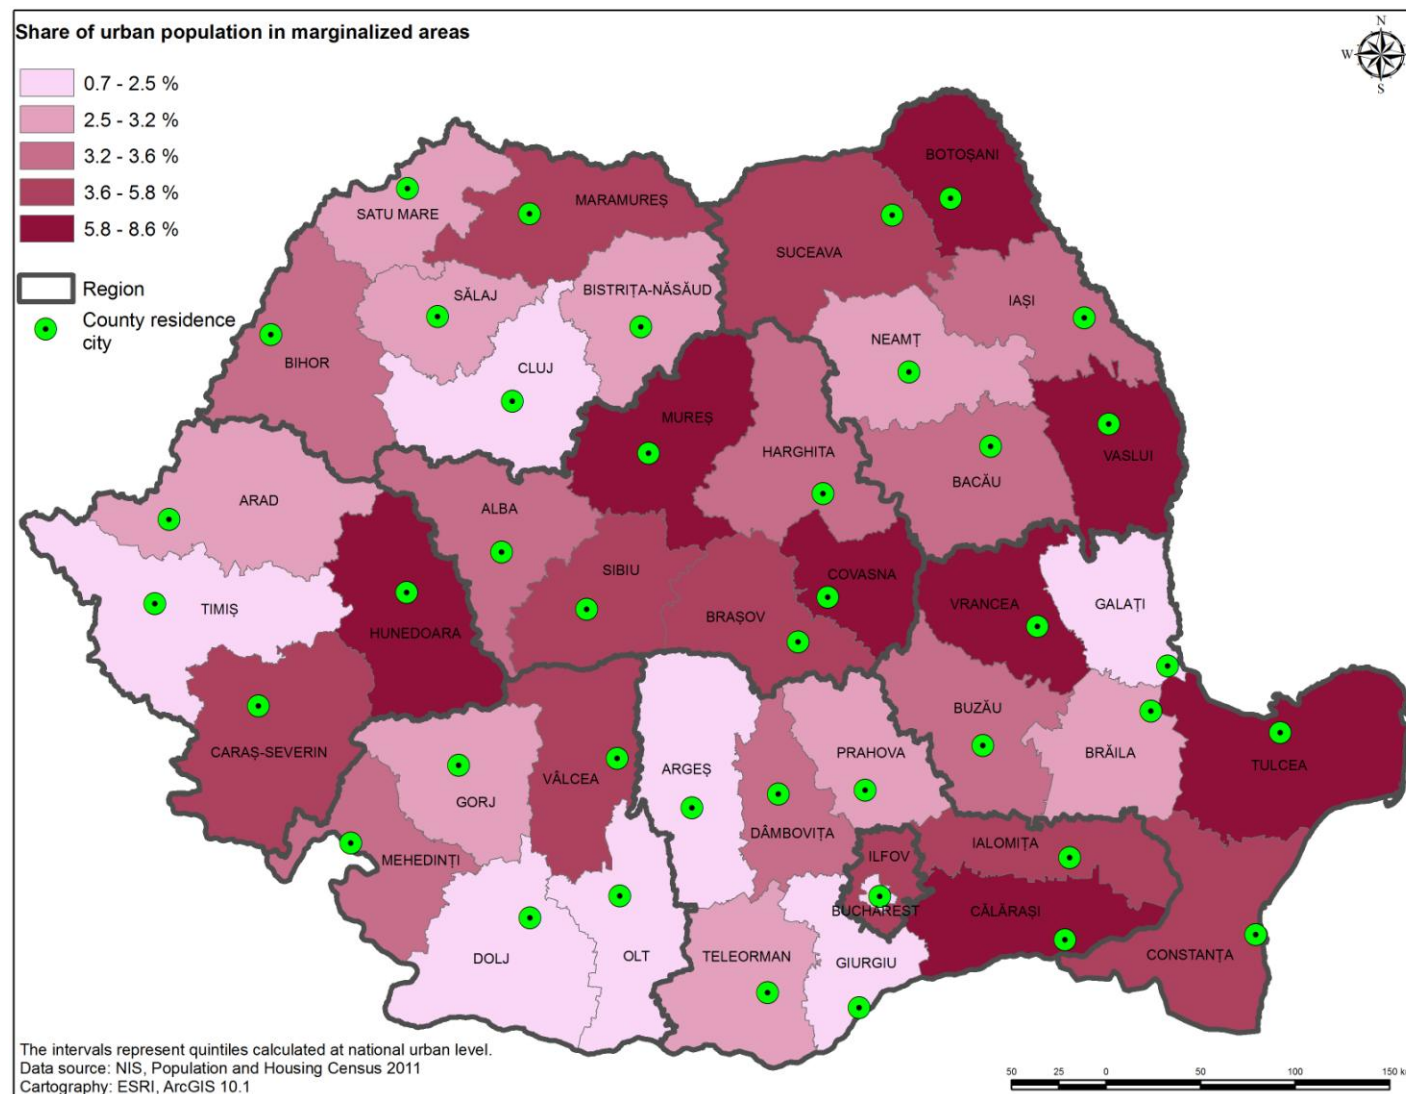 Share of urban population in marginalized areas
0.7 - 2.5 %
2.5 - 3.2 %
3.2 - 3.6 %
3.6 - 5.8 %
5.8 - 8.6 %
Region
County residence
city
N
W
S
BOTOȘANI
SATU MARE
MARAMUREȘ
SUCEAVA
SĂLAJ
BISTRIȚA-NĂSĂUD
IAȘI
NEAMȚ
BIHOR
CLUJ
MUREȘ
HARGHITA
VASLUI
BACĂU
ARAD
ALBA
SIBIU
COVASNA
BRAȘOV
VRANCEA
GALAȚI
TIMIȘ
HUNEDOARA
BUZĂU
CARAȘ-SEVERIN
PRAHOVA
BRĂILA
TULCEA
ARGEȘ
VÂLCEA
GORJ
DÂMBOVIȚA
IALOMIȚA
ILFOV
MEHEDINȚI
BUCHAREST
CĂLĂRAȘI
DOLJ
OLT
TELEORMAN
GIURGIU
CONSTANȚA
The intervals represent quintiles calculated at national urban level.
Data source: NIS, Population and Housing Census 2011
Cartography: ESRI, ArcGIS 10.1
50 25 0 50 100 150